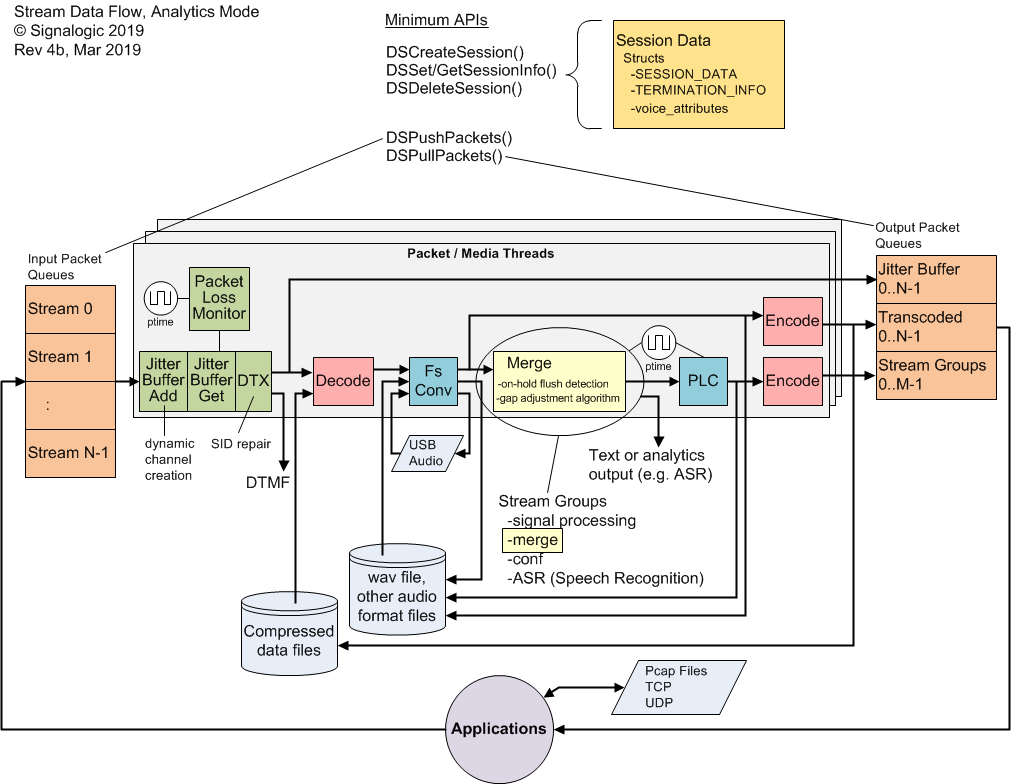 Stream Data Flow, Analytics Mode
© Signalogic 2019
Rev 4b, Mar 2019
Minimum APIs
DSCreateSession()
DSSet/GetSessionInfo()
DSDeleteSession()
Session Data
Structs
-SESSION_DATA
-TERMINATION_INFO
-voice_attributes
DSPushPackets()
DSPullPackets()
Input Packet
Queues
Stream 0
Stream 1
:
Stream N-1
Packet / Media Threads
ptime
Packet
Loss
Monitor
Jitter
Buffer
Add
Jitter
Buffer
Get
DTX
dynamic
channel
creation
SID repair
DTMF
Decode
Fs
Conv
USB
Audio
Merge
-on-hold flush detection
-gap adjustment algorithm
ptime
PLC
Encode
Encode
Output Packet
Queues
Jitter Buffer
0..N-1
Transcoded
0..N-1
Stream Groups
0..M-1
Text or analytics
output (e.g. ASR)
Stream Groups
-signal processing
-merge
-conf
-ASR (Speech Recognition)
wav file,
other audio
format files
Compressed
data files
Applications
Pcap Files
TCP
UDP